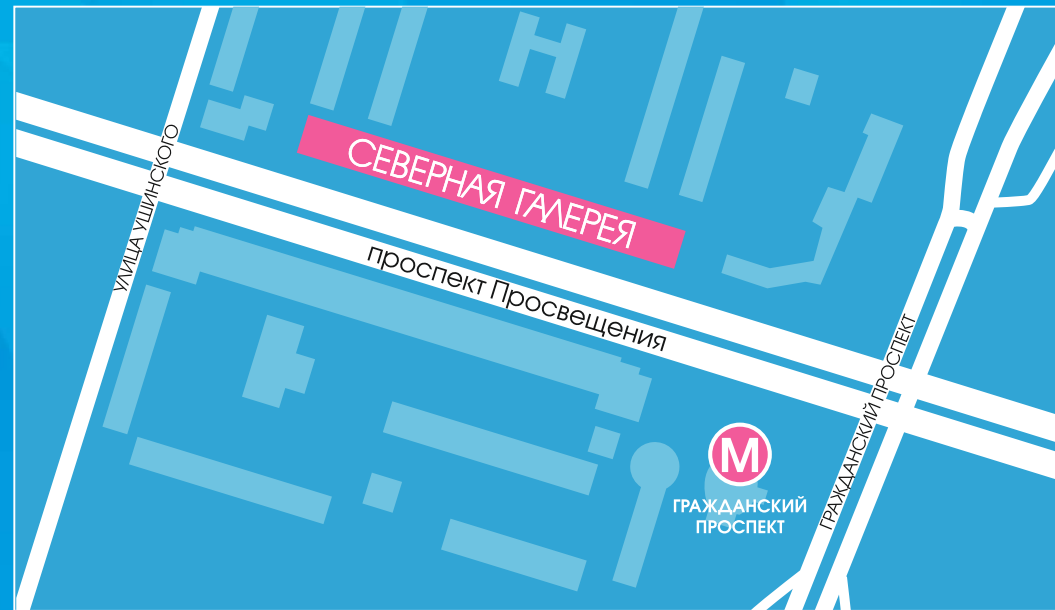 УЛИЦА УШИНСКОГО
СЕВЕРНАЯ ГАЛЕРЕЯ
проспект Просвещения
ГРАЖДАНСКИЙ ПРОСПЕКТ
М
ГРАЖДАНСКИЙ
ПРОСПЕКТ